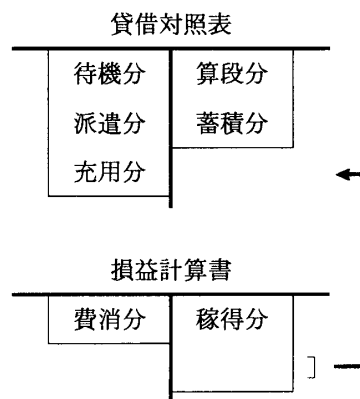 貸借対照表
待機分 算段分
派遣分 蓄積分
充用分
損益計算書
費消分 稼得分